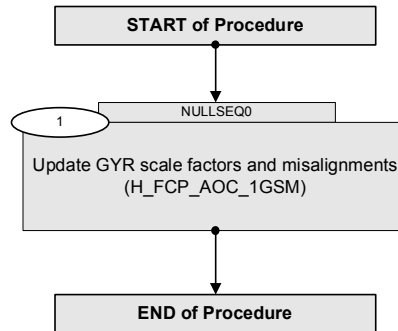 START of Procedure
NULLSEQ0
1
Update GYR scale factors and misalignments
(H_FCP_AOC_1GSM)
END of Procedure